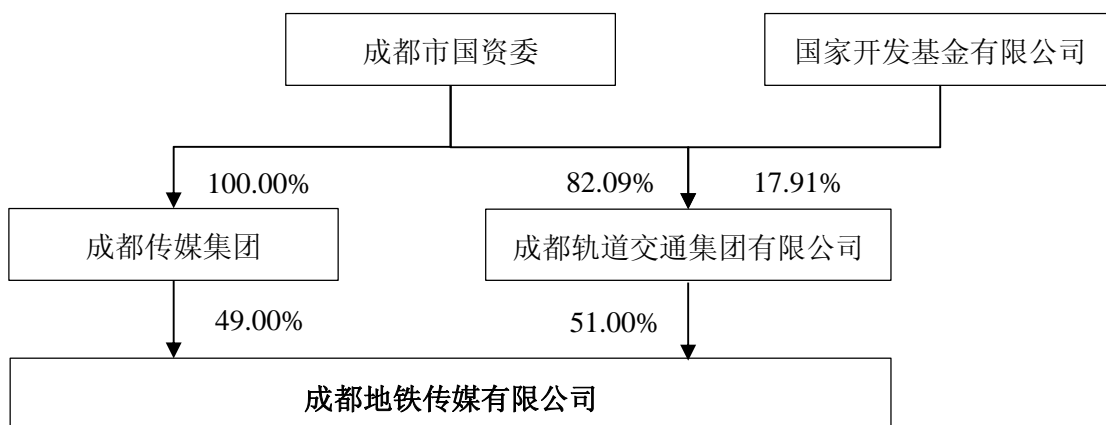 成都市国资委
国家开发基金有限公司
100.00%
82.09%
17.91%
成都传媒集团
成都轨道交通集团有限公司
49.00%
51.00%
成都地铁传媒有限公司